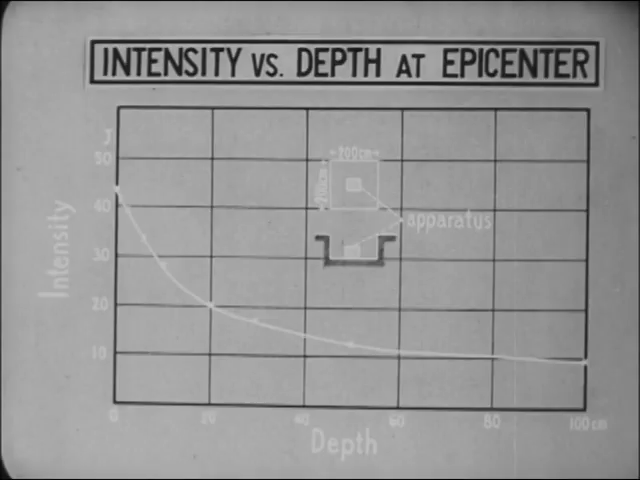 INTENSITY VS. DEPTH AT EPICENTER
J
50
40
30
20
10
Intensity
200cm
200cm
apparatus
0 20 40 60 80 100cm
Depth